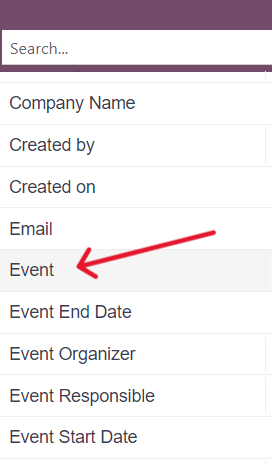 Search...
Company Name
Created by
Created on
Email
Event
Event End Date
Event Organizer
Event Responsible
Event Start Date